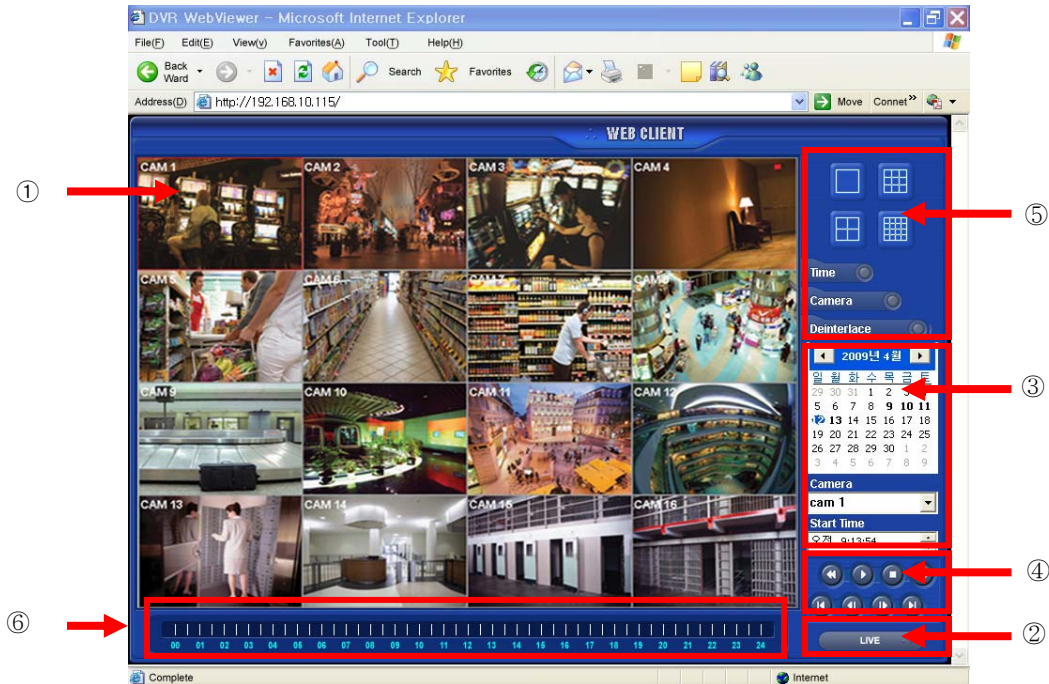 DVR WebViewer - Microsoft Internet Explorer
File(F) Edit(E) View(v) Favorites(A) Tool(T) Help(H)
Back Ward Search Favorites
Address(D) http://192.168.10.115/ Move Connet»
WEB CLIENT
CAM 1 CAM 2 CAM 3 CAM 4
①
⑤
Time
Camera
Deinterlace
CAM 5 CAM 6 CAM 7
2009년 4월
일 월 화 수 목 금 토
29 30 31 1 2 3
③
5 6 7 8 9 10 11
12 13 14 15 16 17 18
19 20 21 22 23 24 25
26 27 28 29 30 1 2
3 4 5 6 7 8 9
CAM 9 CAM 10 CAM 11 CAM 12
Camera
cam 1
Start Time
오전 9:13:54
CAM 13 CAM 14 CAM 15 CAM 16
④
⑥
00 01 02 03 04 05 06 07 08 09 10 11 12 13 14 15 16 17 18 19 20 21 22 23 24
LIVE
②
Complete Internet